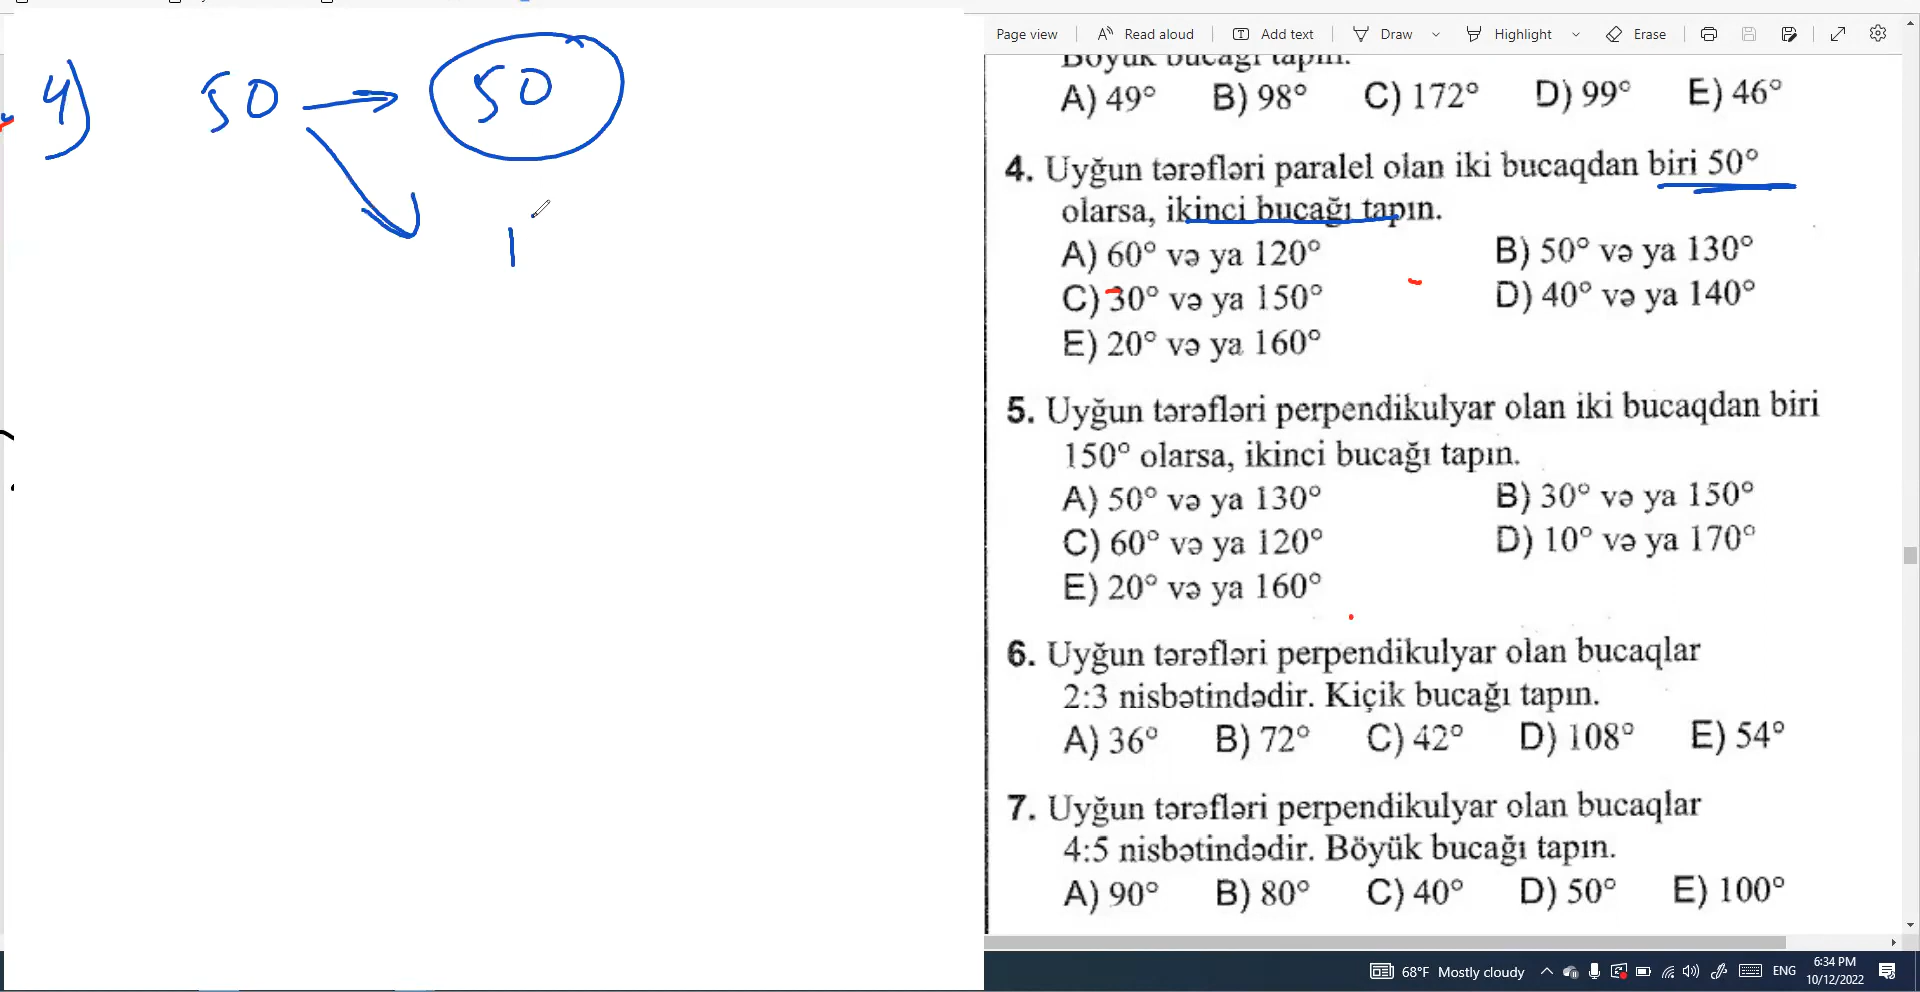 4) 50 → 50
1
Page view Read aloud Add text Draw Highlight Erase
Böyük bucağı tapın.
A) 49° B) 98° C) 172° D) 99° E) 46°
4. Uyğun tərəfləri paralel olan iki bucaqdan biri 50°
olarsa, ikinci bucağı tapın.
A) 60° və ya 120° B) 50° və ya 130°
C) 30° və ya 150° D) 40° və ya 140°
E) 20° və ya 160°
5. Uyğun tərəfləri perpendikulyar olan iki bucaqdan biri
150° olarsa, ikinci bucağı tapın.
A) 50° və ya 130° B) 30° və ya 150°
C) 60° və ya 120° D) 10° və ya 170°
E) 20° və ya 160°
6. Uyğun tərəfləri perpendikulyar olan bucaqlar
2:3 nisbətindədir. Kiçik bucağı tapın.
A) 36° B) 72° C) 42° D) 108° E) 54°
7. Uyğun tərəfləri perpendikulyar olan bucaqlar
4:5 nisbətindədir. Böyük bucağı tapın.
A) 90° B) 80° C) 40° D) 50° E) 100°
68°F Mostly cloudy ENG 6:34 PM
10/12/2022